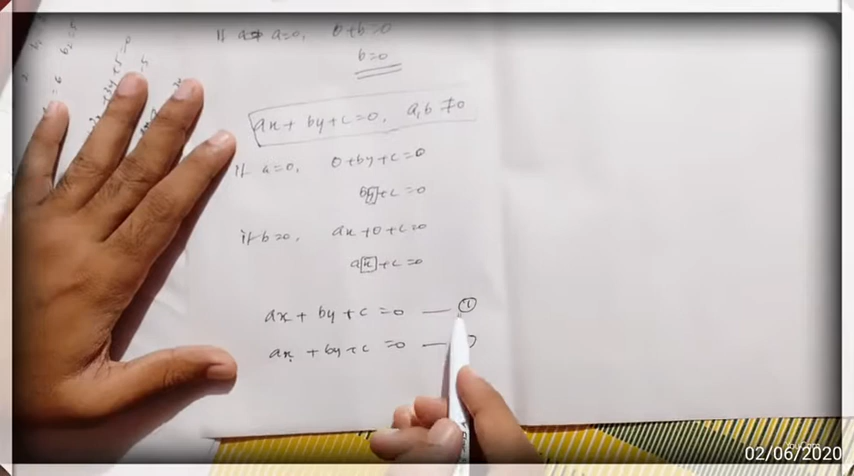 If a=0, 0+b=0
b=0
ax+ by+c=0, a,b ≠0
If a=0, 0+by+c=0
by+c=0
if b=0, ax+0+c=0
ax+c=0
ax + by + c =0 — ①
ax + by+c =0 —
02/06/2020